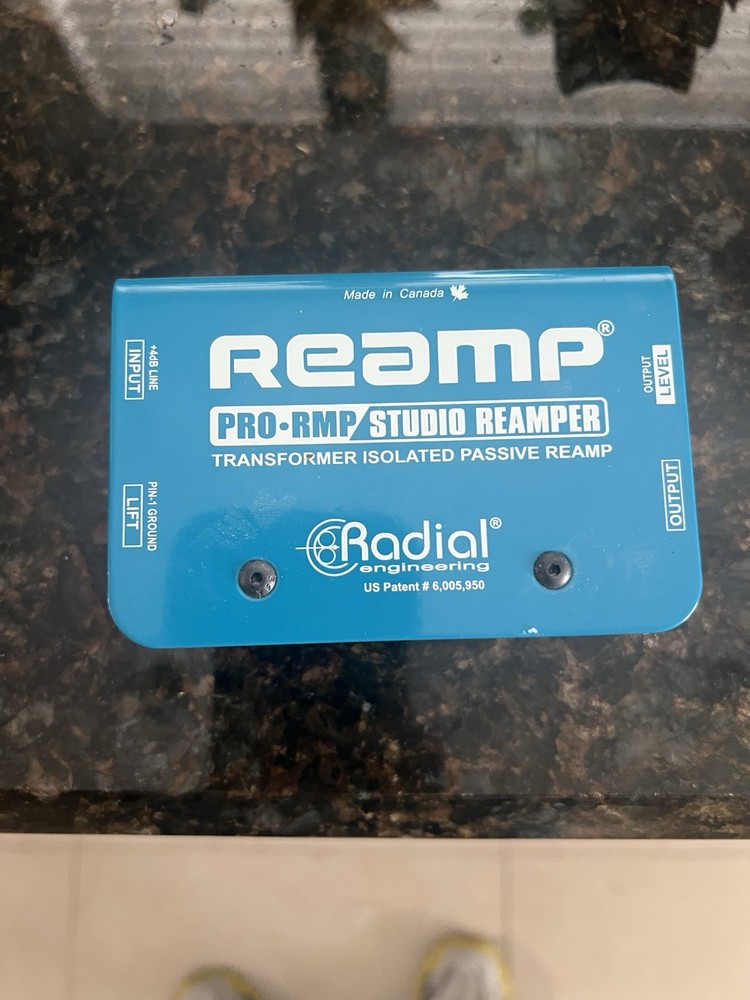 Made in Canada
REAMP®
PRO•RMP/STUDIO REAMPER
TRANSFORMER ISOLATED PASSIVE REAMP
+4dB LINE
INPUT
PIN-1 GROUND
LIFT
OUTPUT
LEVEL
OUTPUT
Radial®
engineering
US Patent # 6,005,950